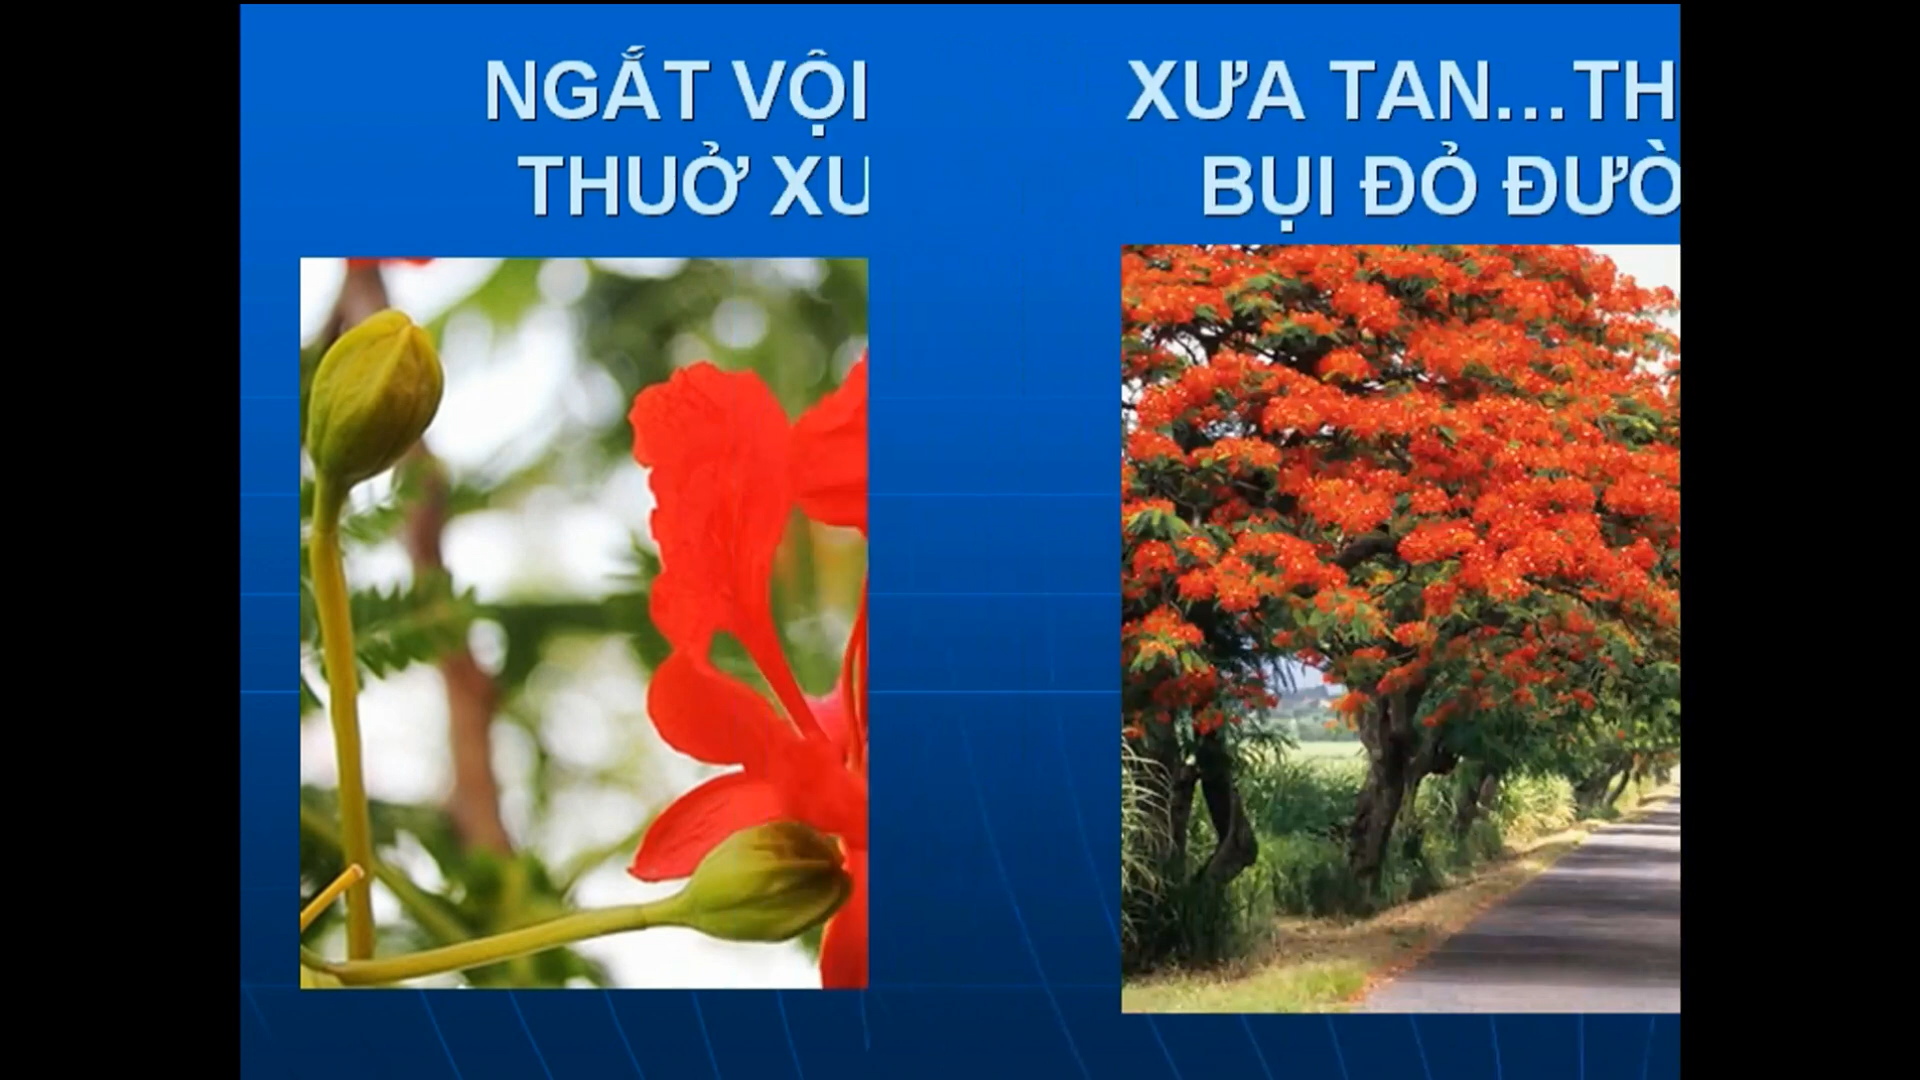 NGẮT VỘI
THUỞ XU
XƯA TAN...TH
BỤI ĐỎ ĐƯỜ